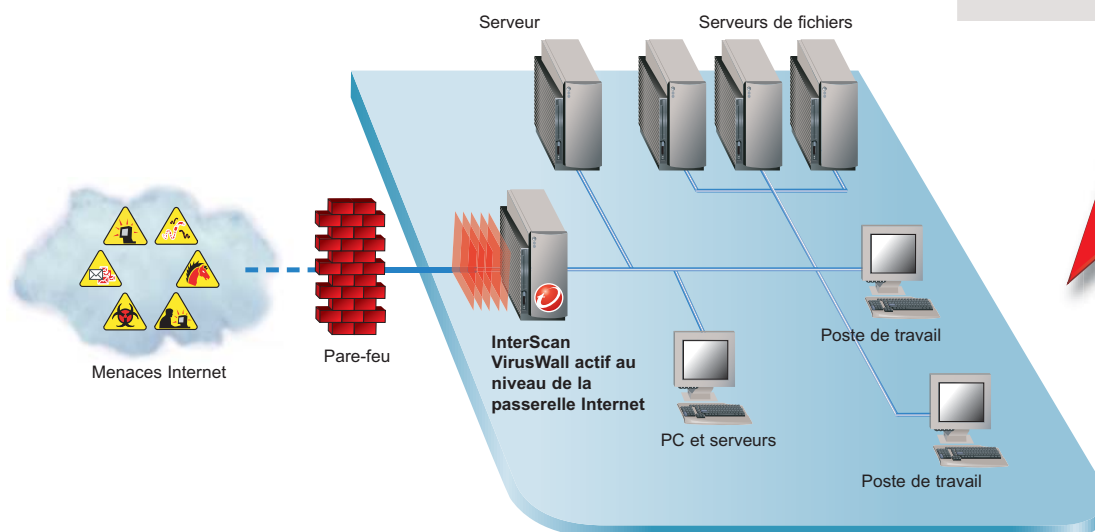 Serveur
Serveurs de fichiers
Menaces Internet
Pare-feu
InterScan
VirusWall actif au
niveau de la
passerelle Internet
Poste de travail
PC et serveurs
Poste de travail